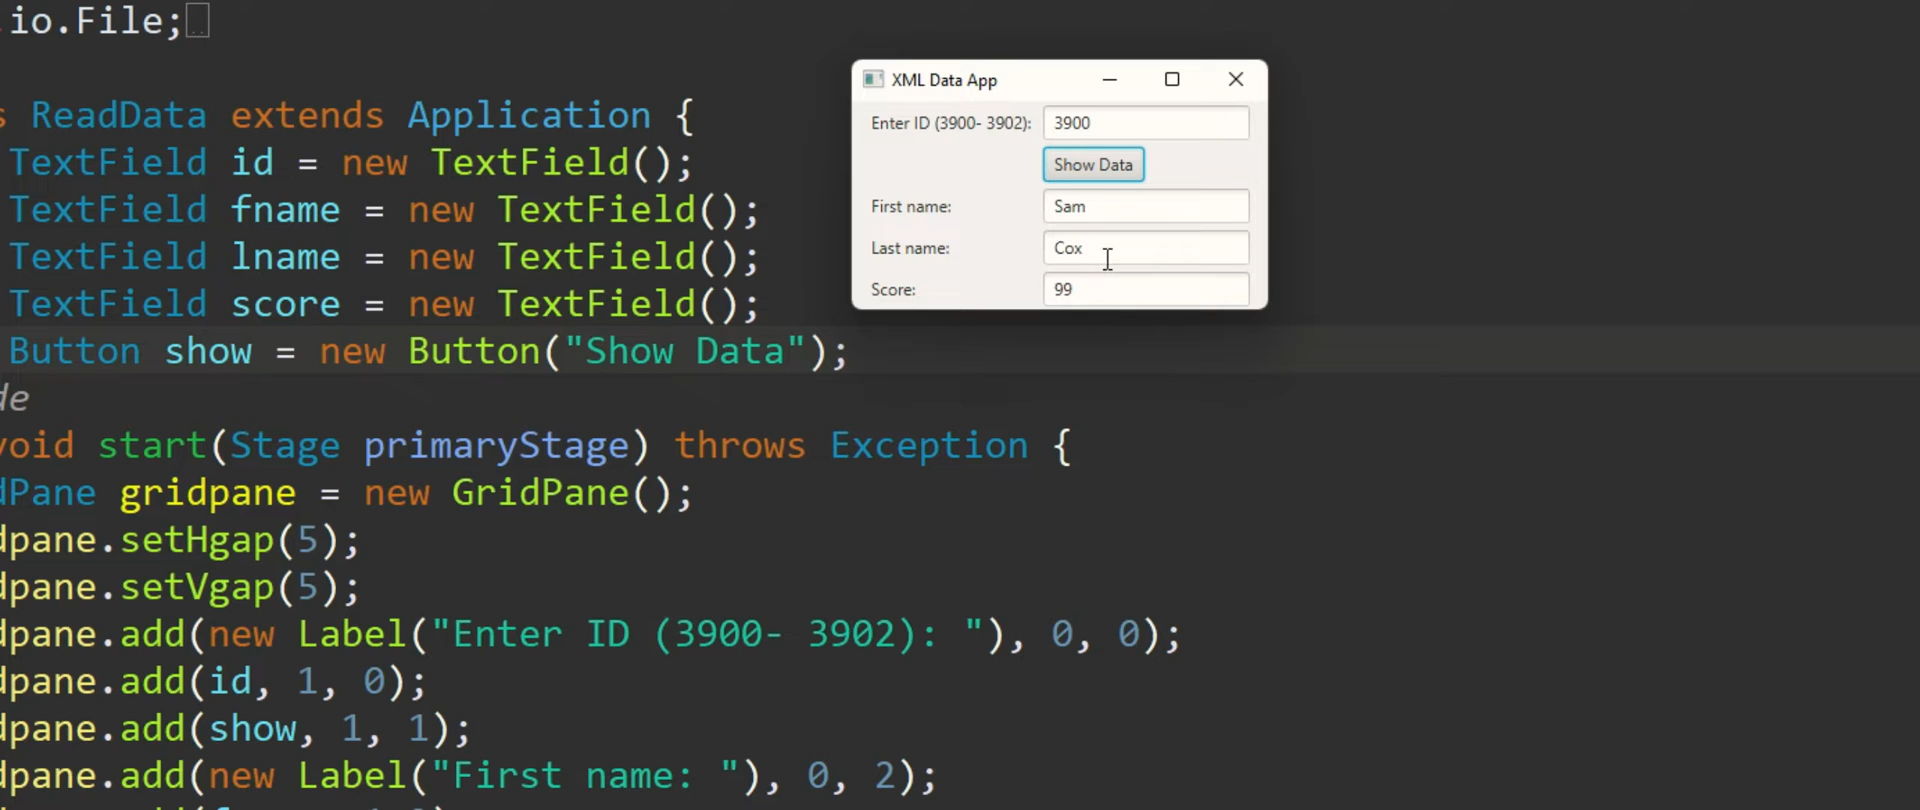 .io.File;
s ReadData extends Application {
TextField id = new TextField();
TextField fname = new TextField();
TextField lname = new TextField();
TextField score = new TextField();
Button show = new Button("Show Data");
de
void start(Stage primaryStage) throws Exception {
dPane gridpane = new GridPane();
dpane.setHgap(5);
dpane.setVgap(5);
dpane.add(new Label("Enter ID (3900- 3902): "), 0, 0);
dpane.add(id, 1, 0);
dpane.add(show, 1, 1);
dpane.add(new Label("First name: "), 0, 2);
XML Data App
Enter ID (3900- 3902): 3900
Show Data
First name: Sam
Last name: Cox
Score: 99